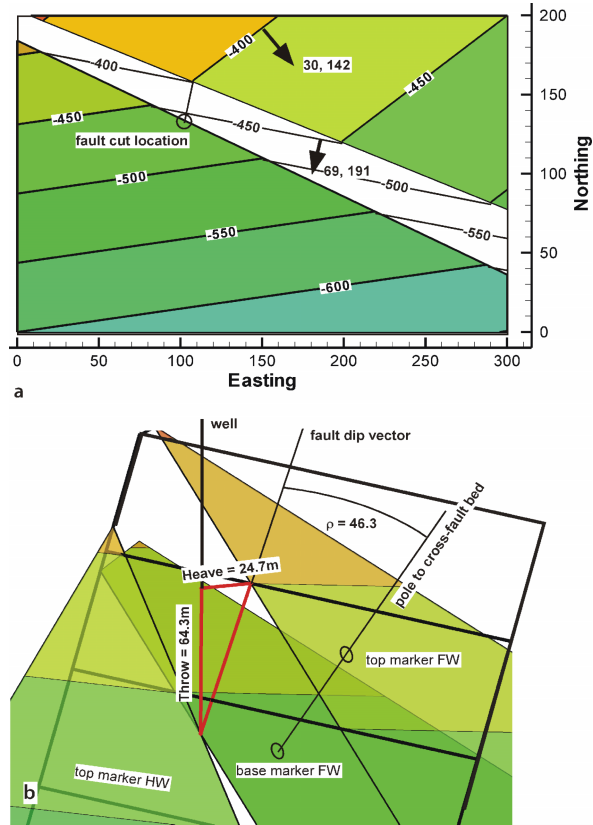 -400
30, 142
-400
-450
-450
-450
fault cut location
69, 191
-500
-500
-550
-550
-600
200
150
100
50
0
Northing
0 50 100 150 200 250 300
Easting
a
well
fault dip vector
ρ = 46.3
pole to cross-fault bed
Heave = 24.7m
Throw = 64.3m
top marker FW
base marker FW
top marker HW
b